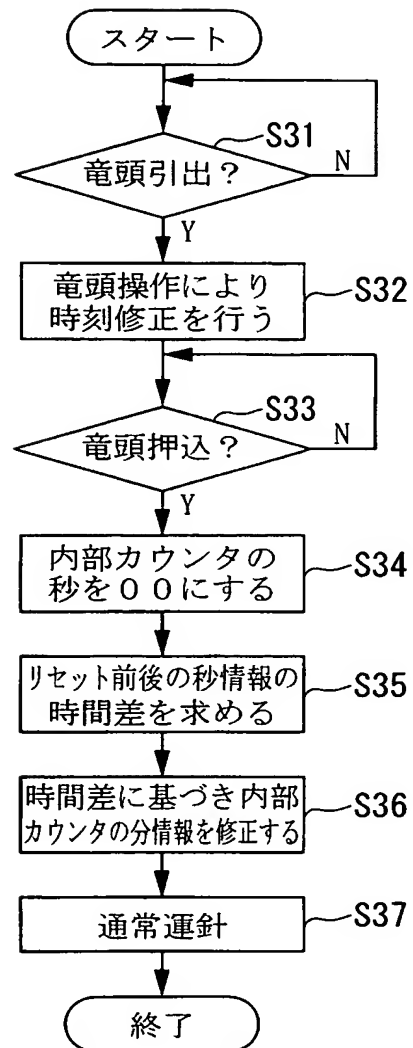 スタート
S31
竜頭引出？
N
Y
竜頭操作により
時刻修正を行う
S32
S33
竜頭押込？
N
Y
内部カウンタの
秒を００にする
S34
リセット前後の秒情報の
時間差を求める
S35
時間差に基づき内部
カウンタの分情報を修正する
S36
通常運針
S37
終了